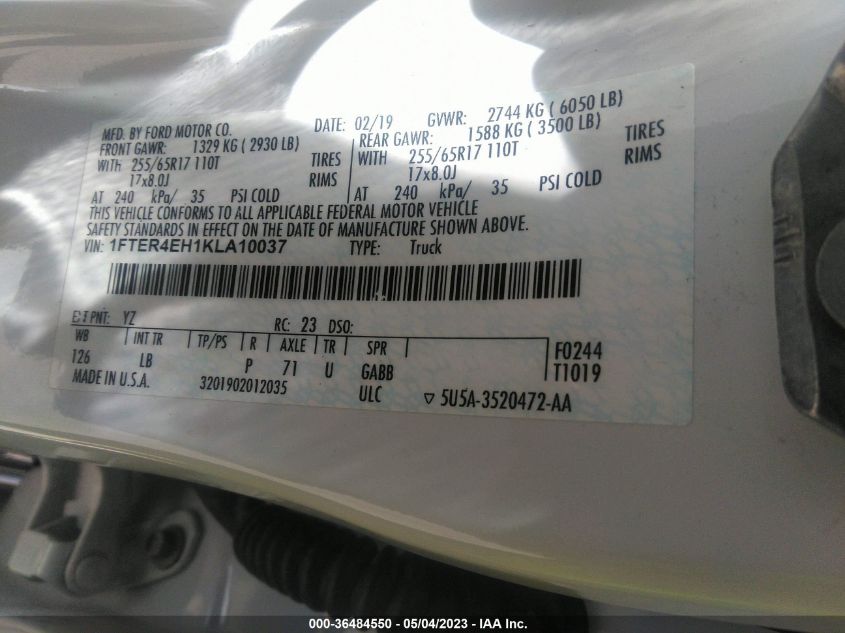 MFD. BY FORD MOTOR CO. DATE: 02/19 GVWR: 2744 KG ( 6050 LB)
FRONT GAWR: 1329 KG ( 2930 LB) REAR GAWR: 1588 KG ( 3500 LB)
WITH 255/65R17 110T TIRES WITH 255/65R17 110T TIRES
17x8.0J RIMS 17x8.0J RIMS
AT 240 kPa/ 35 PSI COLD AT 240 kPa/ 35 PSI COLD
THIS VEHICLE CONFORMS TO ALL APPLICABLE FEDERAL MOTOR VEHICLE
SAFETY STANDARDS IN EFFECT ON THE DATE OF MANUFACTURE SHOWN ABOVE.
VIN: 1FTER4EH1KLA10037 TYPE: Truck
EXT PNT: YZ RC: 23 DSO:
WB INT TR TP/PS R AXLE TR SPR F0244
126 LB P 71 U GABB T1019
MADE IN U.S.A. 3201902012035 ULC ▽ 5U5A-3520472-AA
000-36484550 - 05/04/2023 - IAA Inc.